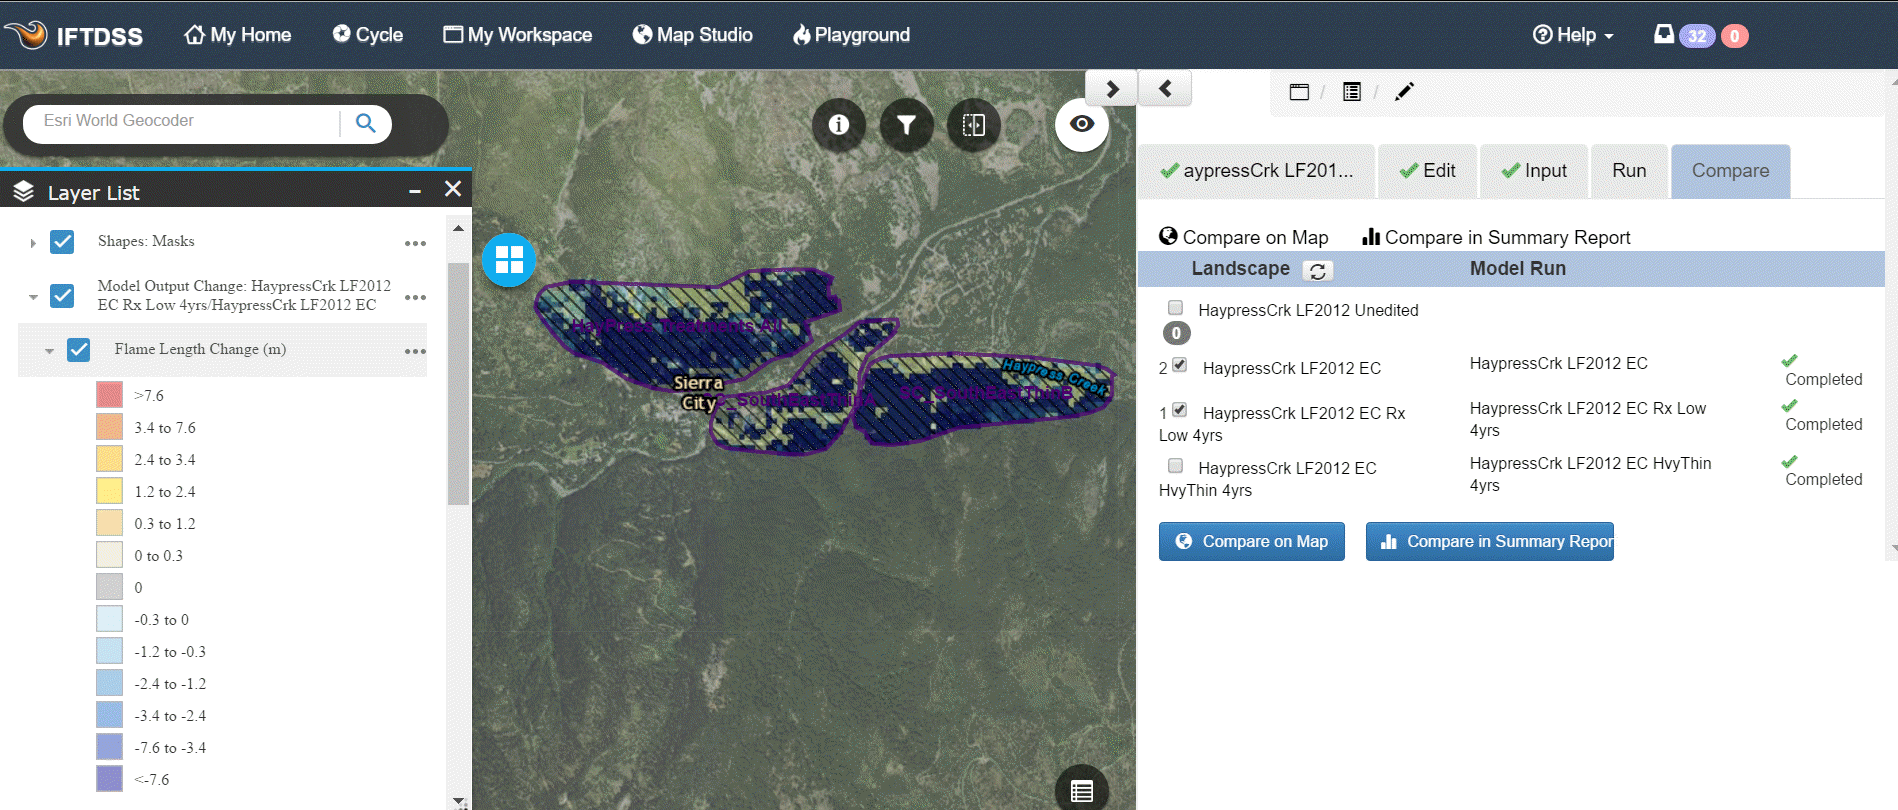 IFTDSS
My Home
Cycle
My Workspace
Map Studio
Playground
Help
32
0
Esri World Geocoder
Layer List
Shapes: Masks
Model Output Change: HaypressCrk LF2012
EC Rx Low 4yrs/HaypressCrk LF2012 EC
Flame Length Change (m)
>7.6
3.4 to 7.6
2.4 to 3.4
1.2 to 2.4
0.3 to 1.2
0 to 0.3
0
-0.3 to 0
-1.2 to -0.3
-2.4 to -1.2
-3.4 to -2.4
-7.6 to -3.4
<-7.6
HayPress Treatments All
Sierra
City
C_SouthEastThinA
SC_SouthEastThinB
Haypress Creek
aypressCrk LF201...
Edit
Input
Run
Compare
Compare on Map
Compare in Summary Report
Landscape
Model Run
HaypressCrk LF2012 Unedited
0
2 HaypressCrk LF2012 EC
HaypressCrk LF2012 EC
Completed
1 HaypressCrk LF2012 EC Rx
Low 4yrs
HaypressCrk LF2012 EC Rx Low
4yrs
Completed
HaypressCrk LF2012 EC
HvyThin 4yrs
HaypressCrk LF2012 EC HvyThin
4yrs
Completed
Compare on Map
Compare in Summary Repor